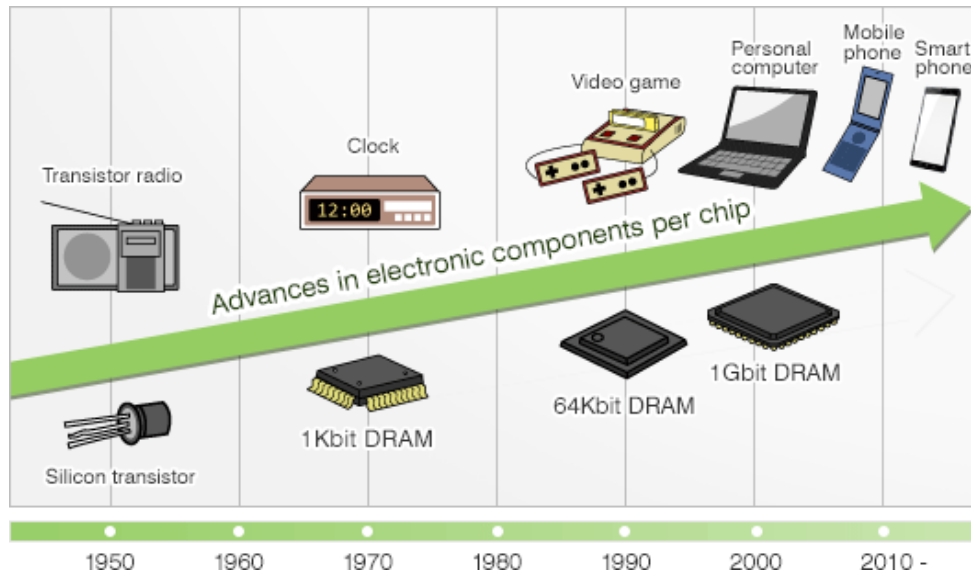 Transistor radio
Clock
12:00
Video game
Personal
computer
Mobile
phone
Smart
phone
Advances in electronic components per chip
Silicon transistor
1Kbit DRAM
64Kbit DRAM
1Gbit DRAM
1950
1960
1970
1980
1990
2000
2010 -